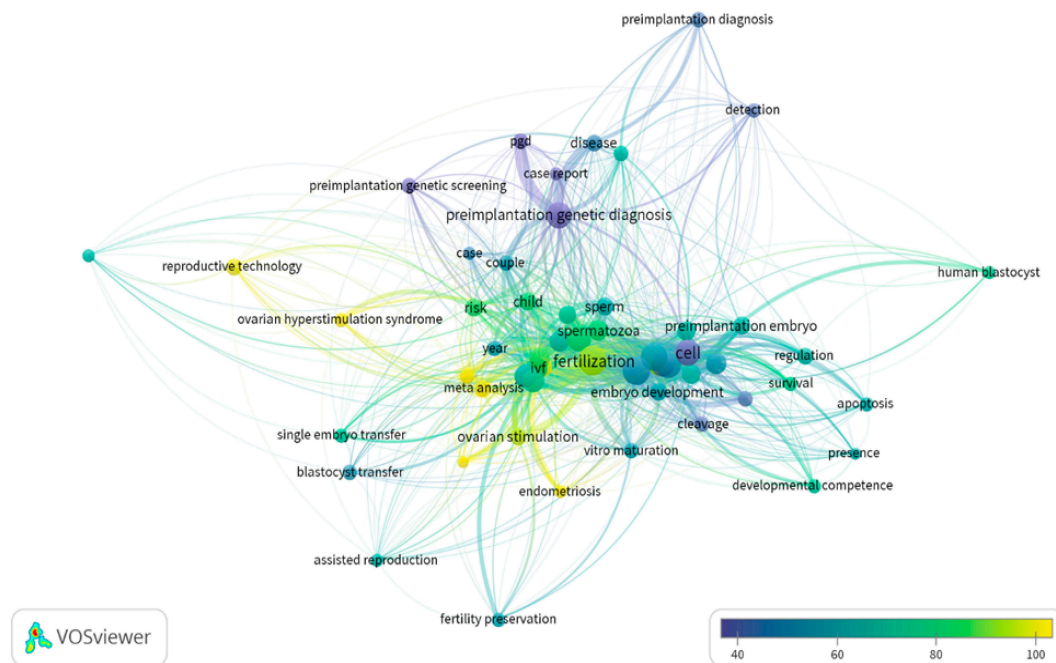 preimplantation diagnosis
detection
pgd
disease
case report
preimplantation genetic screening
preimplantation genetic diagnosis
case
couple
reproductive technology
human blastocyst
risk
child
sperm
ovarian hyperstimulation syndrome
spermatozoa
preimplantation embryo
year
fertilization
cell
regulation
ivf
meta analysis
embryo development
survival
apoptosis
cleavage
single embryo transfer
ovarian stimulation
vitro maturation
presence
blastocyst transfer
endometriosis
developmental competence
assisted reproduction
fertility preservation
VOSviewer
40 60 80 100